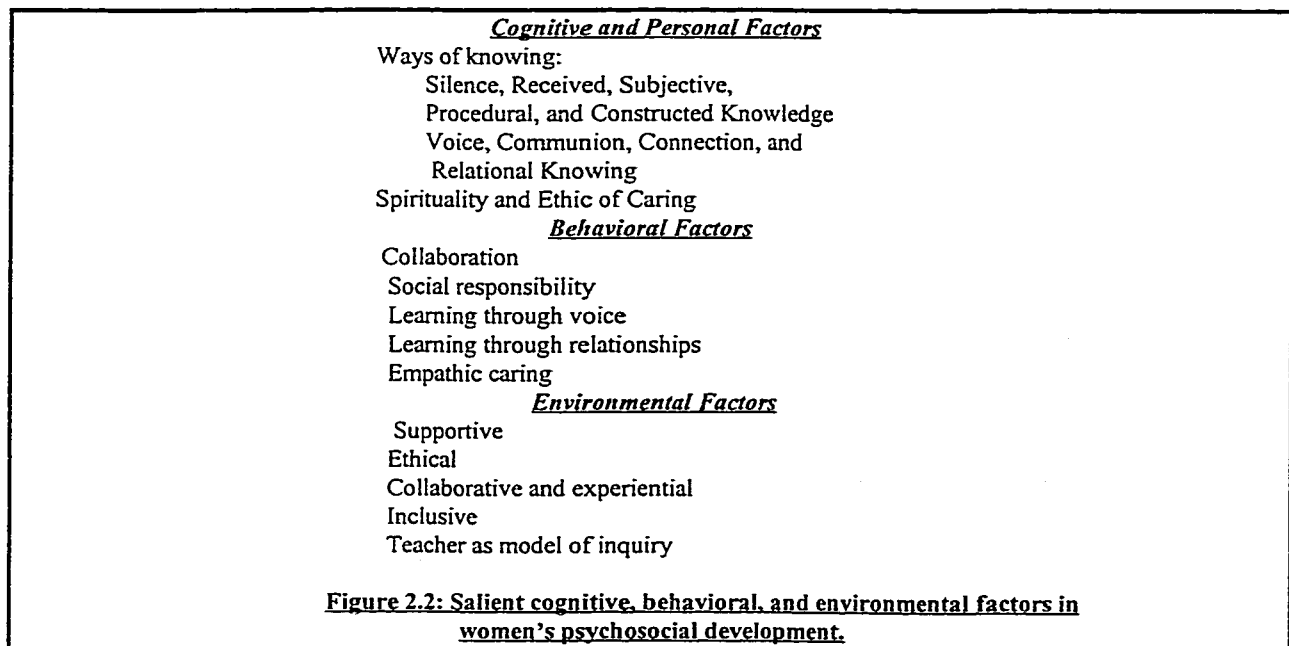 Cognitive and Personal Factors
Ways of knowing:
Silence, Received, Subjective,
Procedural, and Constructed Knowledge
Voice, Communion, Connection, and
Relational Knowing
Spirituality and Ethic of Caring
Behavioral Factors
Collaboration
Social responsibility
Learning through voice
Learning through relationships
Empathic caring
Environmental Factors
Supportive
Ethical
Collaborative and experiential
Inclusive
Teacher as model of inquiry
Figure 2.2: Salient cognitive, behavioral, and environmental factors in
women's psychosocial development.